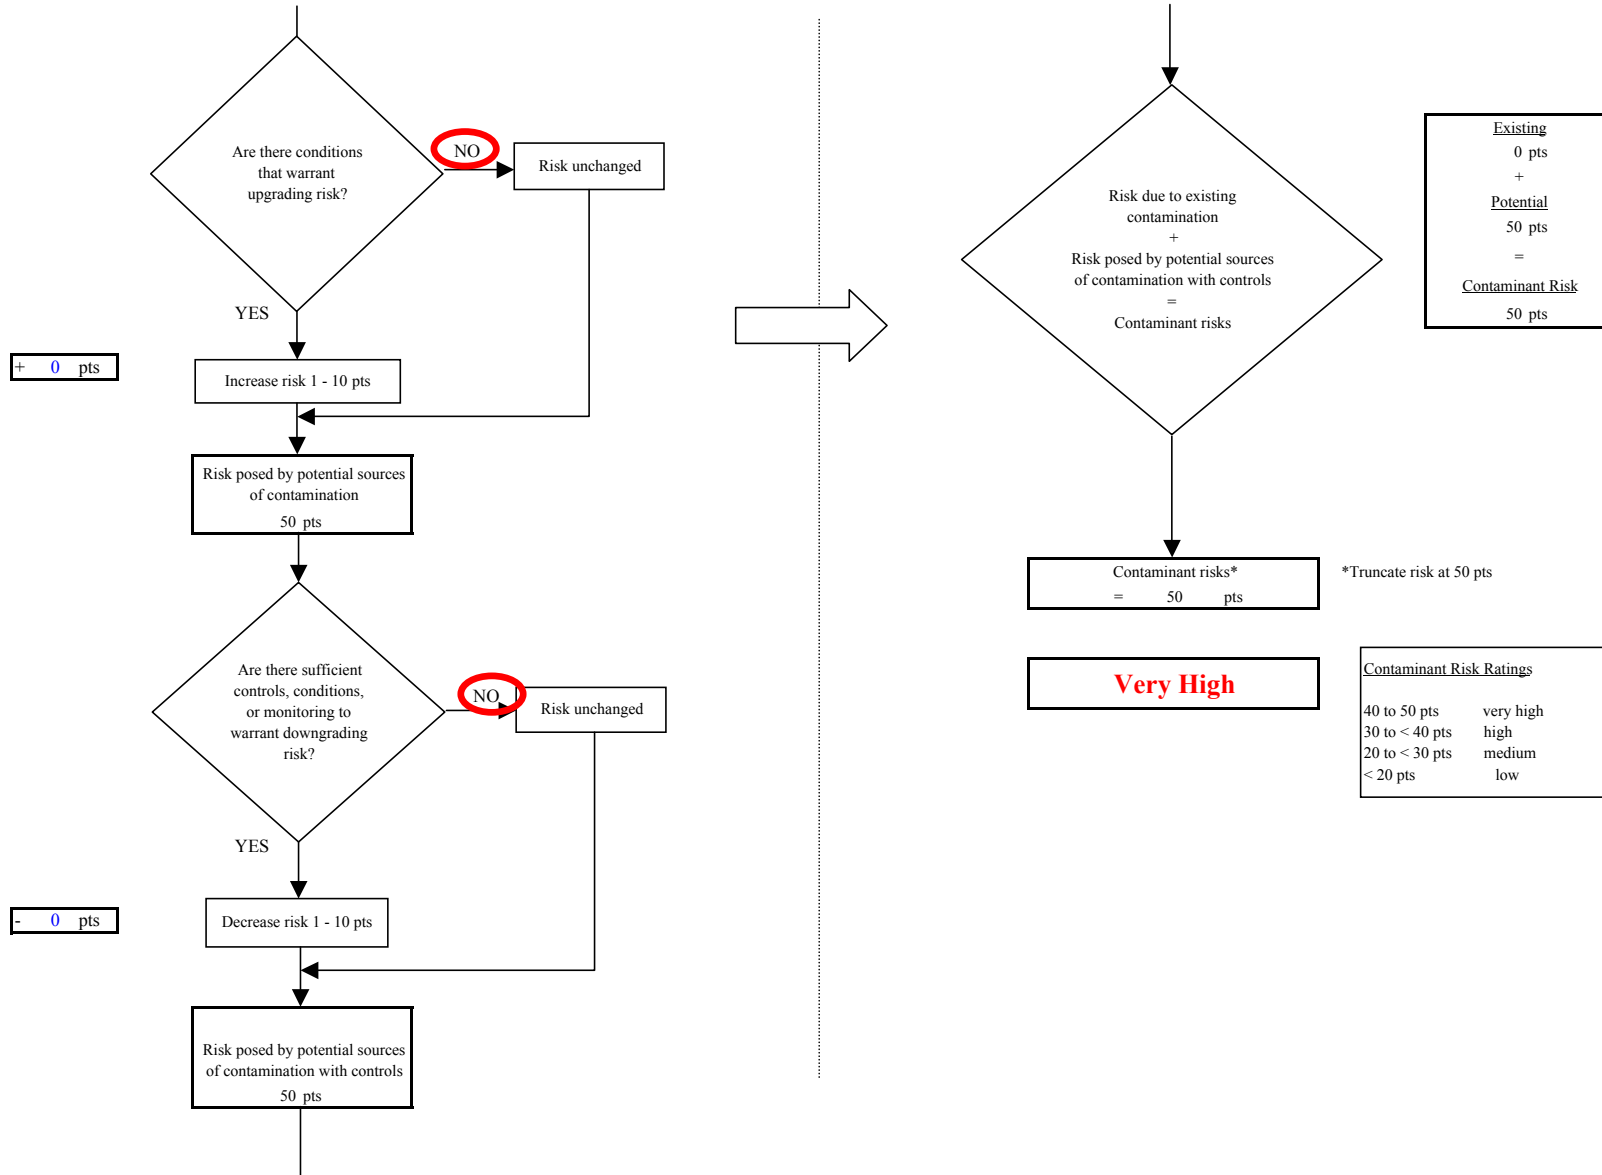 Are there conditions
that warrant
upgrading risk?
NO
Risk unchanged
YES
+ 0 pts
Increase risk 1 - 10 pts
Risk posed by potential sources
of contamination
50 pts
Are there sufficient
controls, conditions,
or monitoring to
warrant downgrading
risk?
NO
Risk unchanged
YES
- 0 pts
Decrease risk 1 - 10 pts
Risk posed by potential sources
of contamination with controls
50 pts
Risk due to existing
contamination
+
Risk posed by potential sources
of contamination with controls
=
Contaminant risks
Existing
0 pts
+
Potential
50 pts
=
Contaminant Risk
50 pts
Contaminant risks*
= 50 pts
*Truncate risk at 50 pts
Very High
Contaminant Risk Ratings
40 to 50 pts very high
30 to < 40 pts high
20 to < 30 pts medium
< 20 pts low